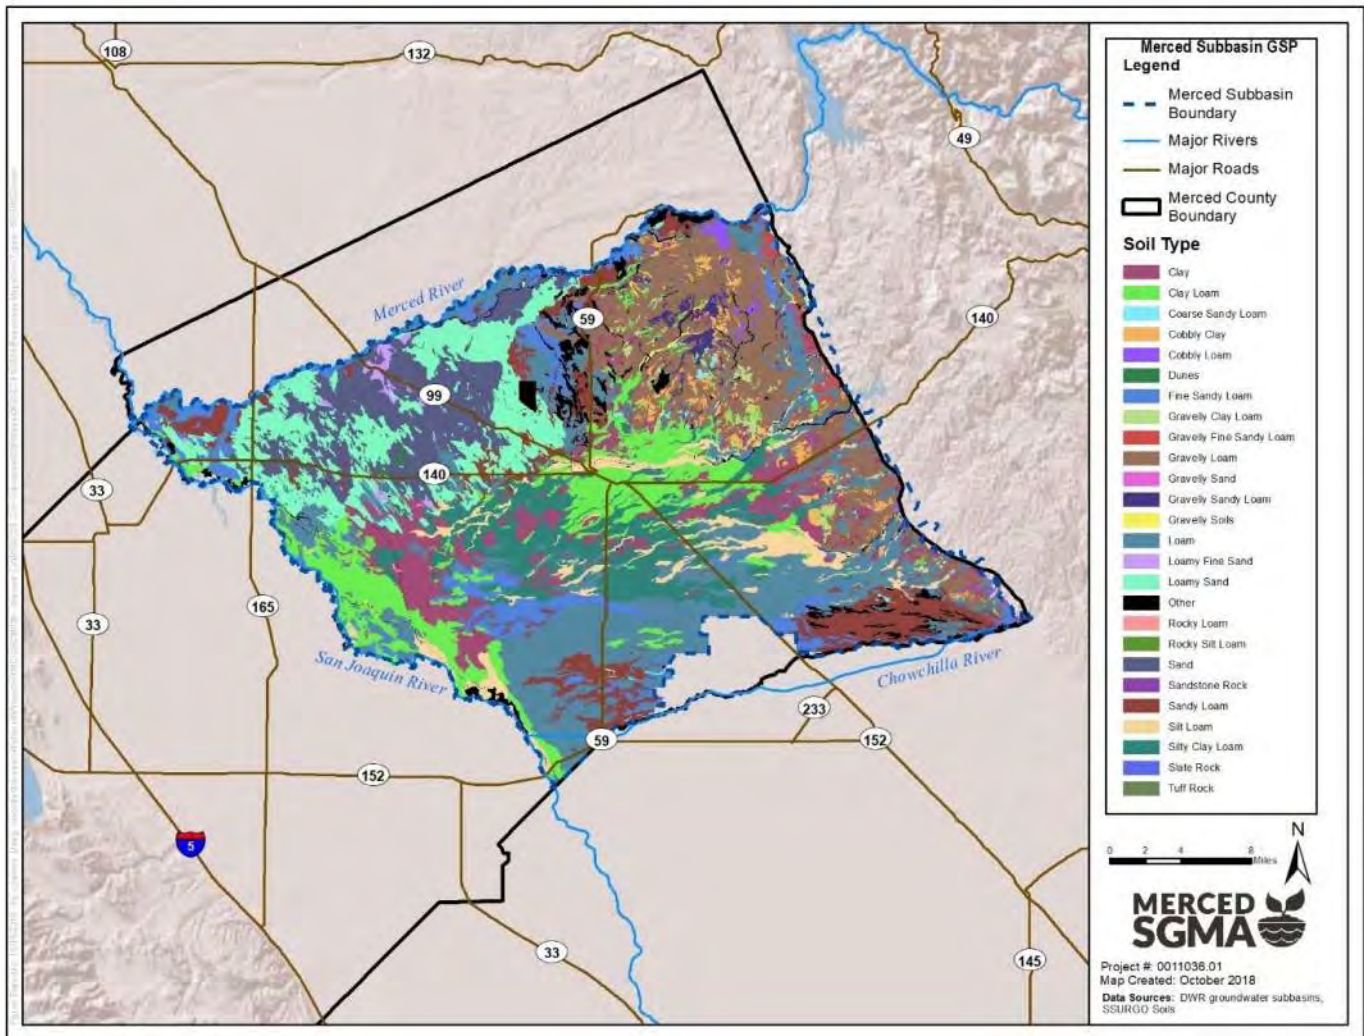 108
132
49
Merced River
59
140
99
140
33
165
33
San Joaquin River
Chowchilla River
233
59
152
152
5
33
145
Merced Subbasin GSP
Legend
Merced Subbasin
Boundary
Major Rivers
Major Roads
Merced County
Boundary
Soil Type
Clay
Clay Loam
Coarse Sandy Loam
Cobbly Clay
Cobbly Loam
Dunes
Fine Sandy Loam
Gravelly Clay Loam
Gravelly Fine Sandy Loam
Gravelly Loam
Gravelly Sand
Gravelly Sandy Loam
Gravelly Soils
Loam
Loamy Fine Sand
Loamy Sand
Other
Rocky Loam
Rocky Silt Loam
Sand
Sandstone Rock
Sandy Loam
Silt Loam
Silty Clay Loam
Slate Rock
Tuff Rock
N
0 2 4 8
Miles
MERCED
SGMA
Project #: 0011036.01
Map Created: October 2018
Data Sources: DWR groundwater subbasins,
SSURGO Soils